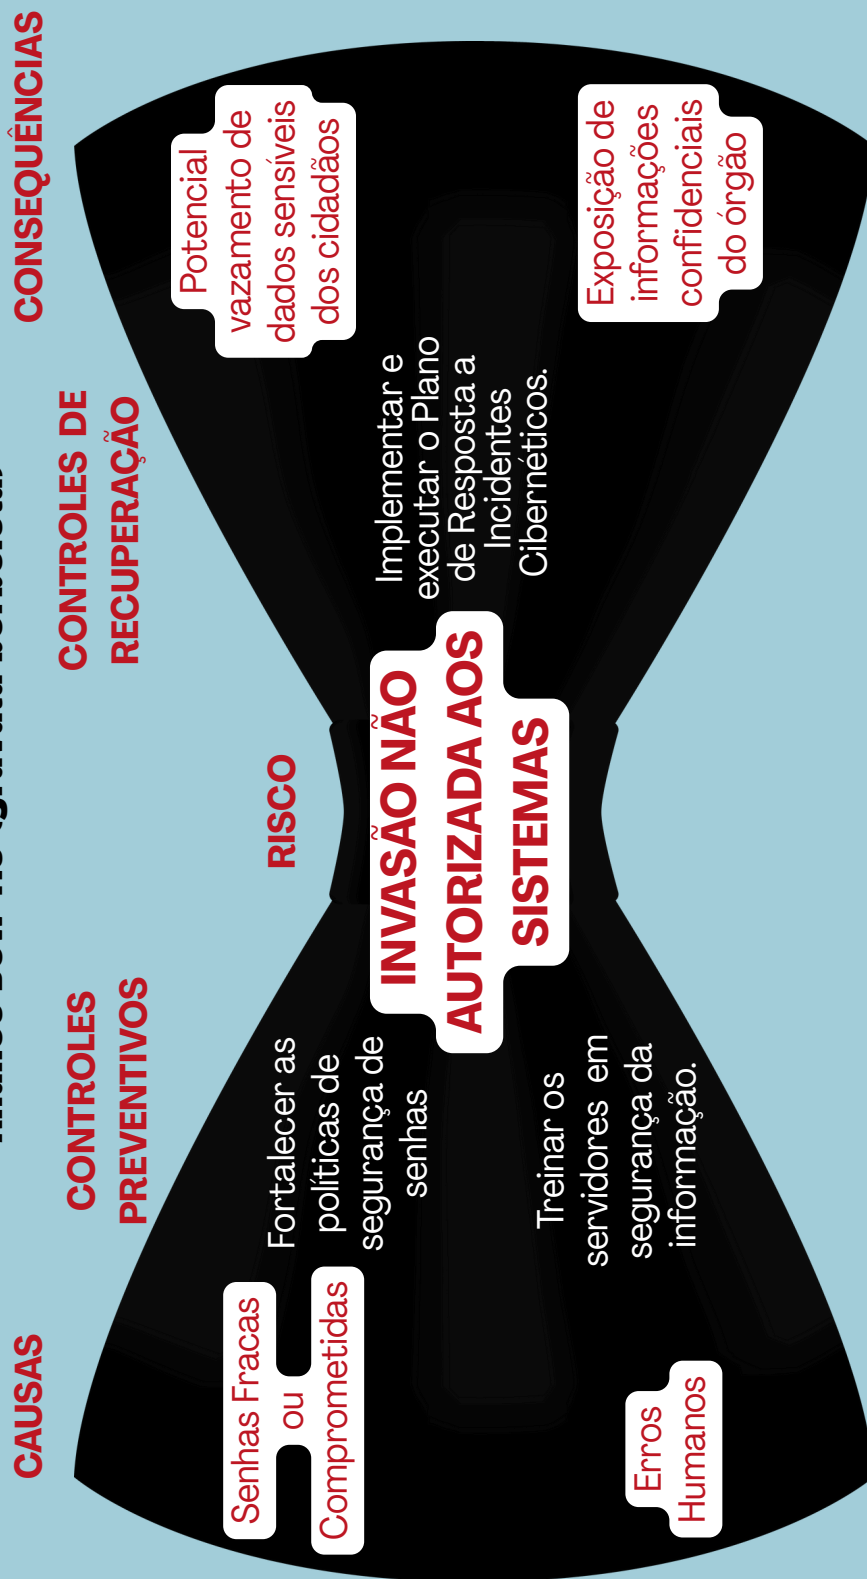 CAUSAS
CONTROLES
PREVENTIVOS
RISCO
CONTROLES DE
RECUPERAÇÃO
CONSEQUÊNCIAS
Senhas Fracas
ou
Comprometidas
Erros
Humanos
Fortalecer as
políticas de
segurança de
senhas
Treinar os
servidores em
segurança da
informação.
INVASÃO NÃO
AUTORIZADA AOS
SISTEMAS
Implementar e
executar o Plano
de Resposta a
Incidentes
Cibernéticos.
Potencial
vazamento de
dados sensíveis
dos cidadãos
Exposição de
informações
confidenciais
do órgão